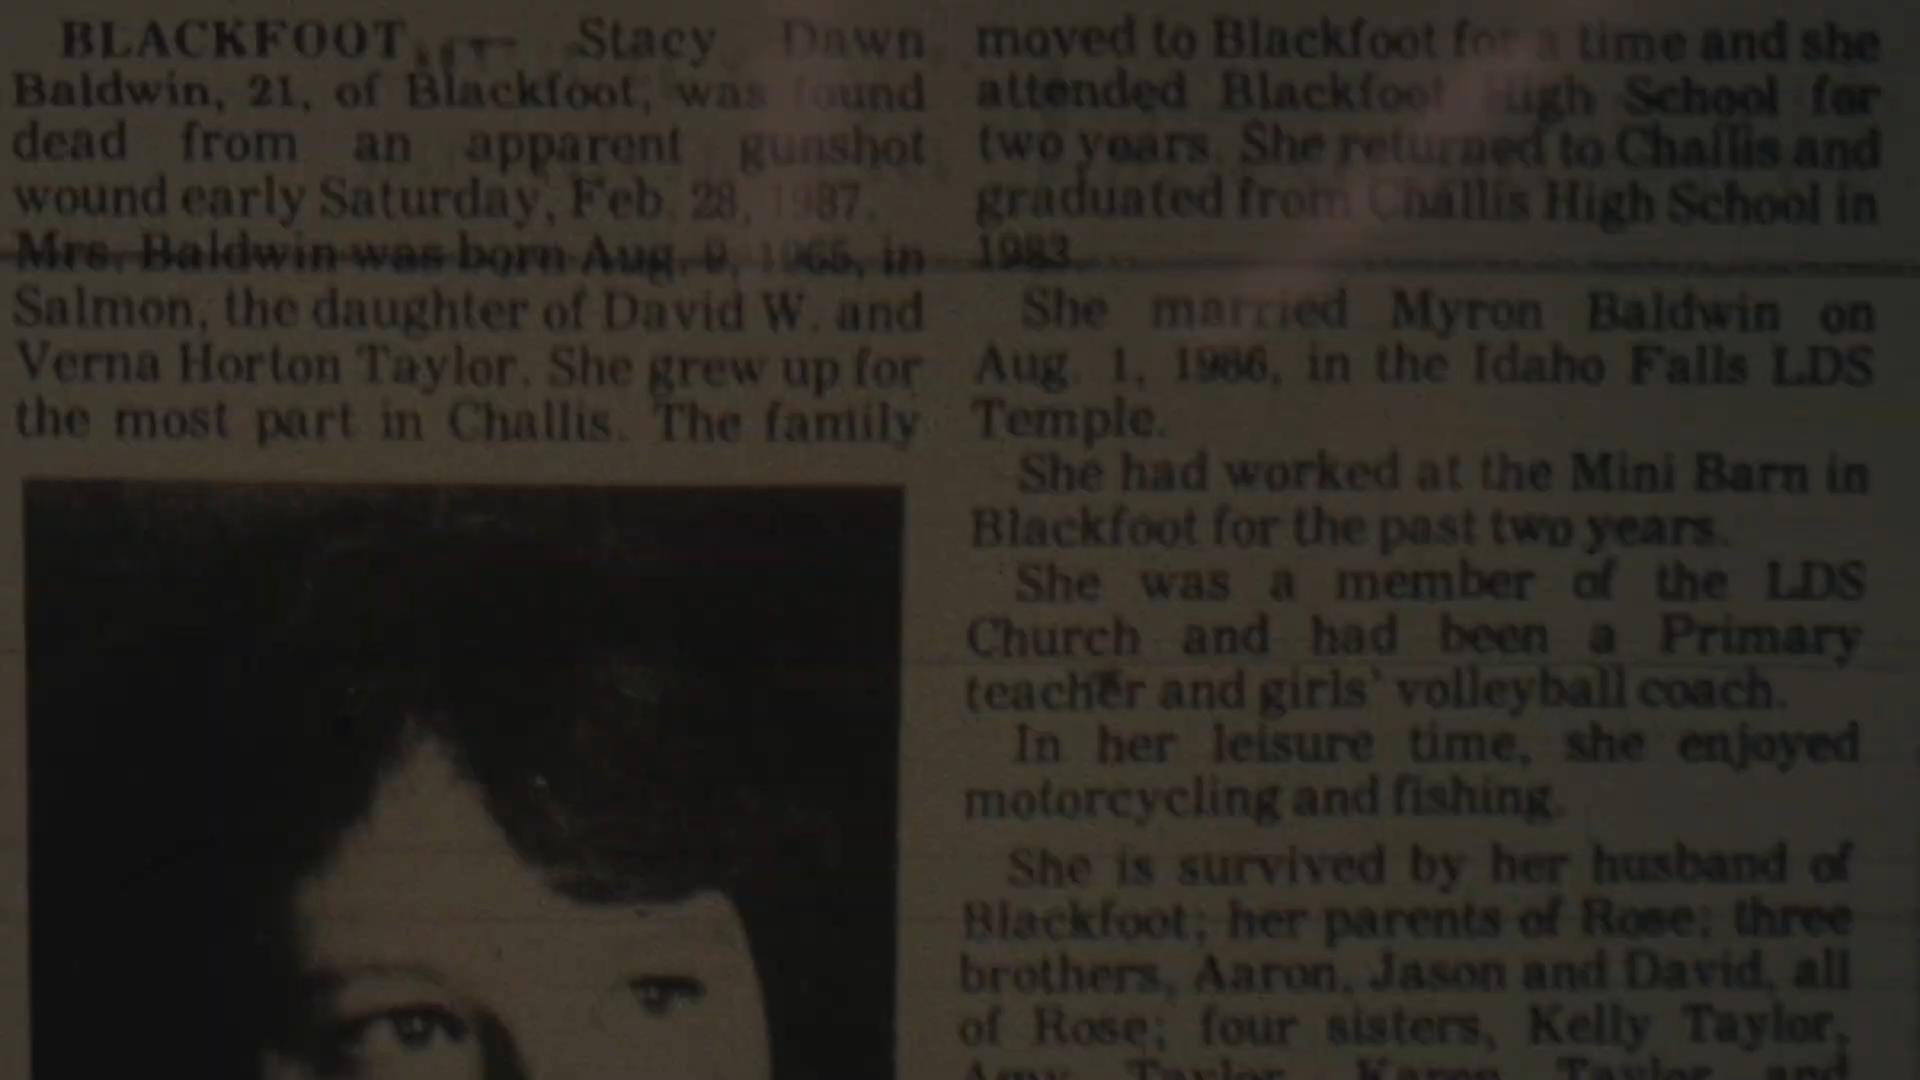 BLACKFOOT — Stacy Dawn
Baldwin, 21, of Blackfoot, was found
dead from an apparent gunshot
wound early Saturday, Feb. 28, 1987.
Mrs. Baldwin was born Aug. 9, 1965, in
Salmon, the daughter of David W. and
Verna Horton Taylor. She grew up for
the most part in Challis. The family
moved to Blackfoot for a time and she
attended Blackfoot High School for
two years. She returned to Challis and
graduated from Challis High School in
1983.
She married Myron Baldwin on
Aug. 1, 1986, in the Idaho Falls LDS
Temple.
She had worked at the Mini Barn in
Blackfoot for the past two years.
She was a member of the LDS
Church and had been a Primary
teacher and girls' volleyball coach.
In her leisure time, she enjoyed
motorcycling and fishing.
She is survived by her husband of
Blackfoot; her parents of Rose; three
brothers, Aaron, Jason and David, all
of Rose; four sisters, Kelly Taylor,
Amy Taylor, Karen Taylor and